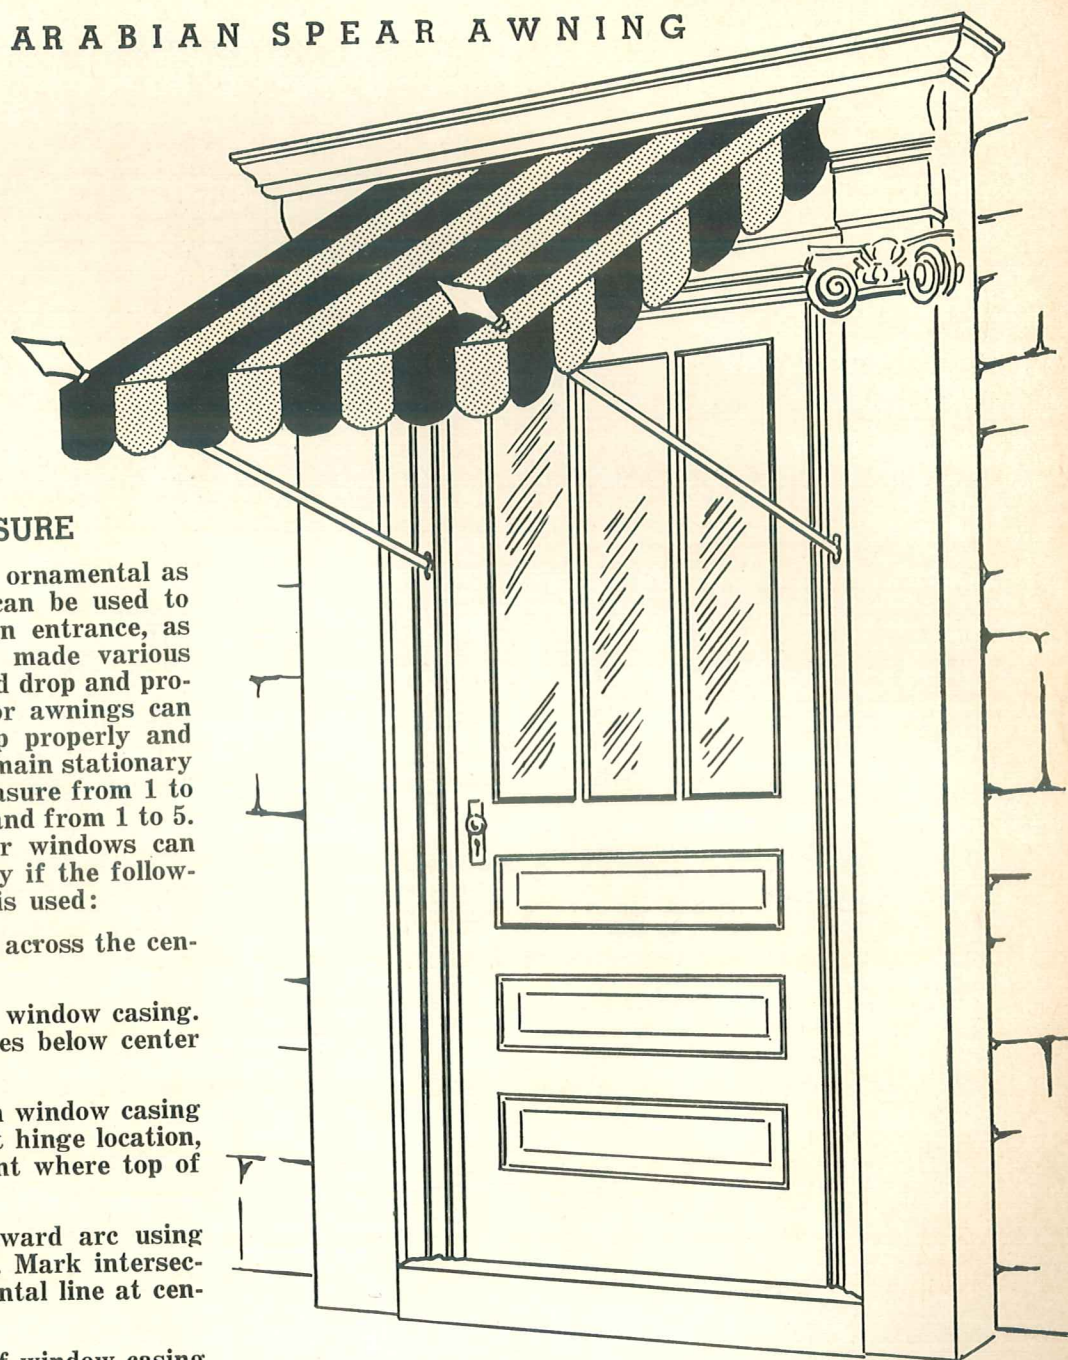 ARABIAN SPEAR AWNING
SURE
ornamental as
can be used to
n entrance, as
made various
d drop and pro-
or awnings can
p properly and
main stationary
asure from 1 to
and from 1 to 5.
r windows can
y if the follow-
is used:
across the cen-
window casing.
es below center
n window casing
t hinge location,
nt where top of
ward arc using
. Mark intersec-
ntal line at cen-
f window casing